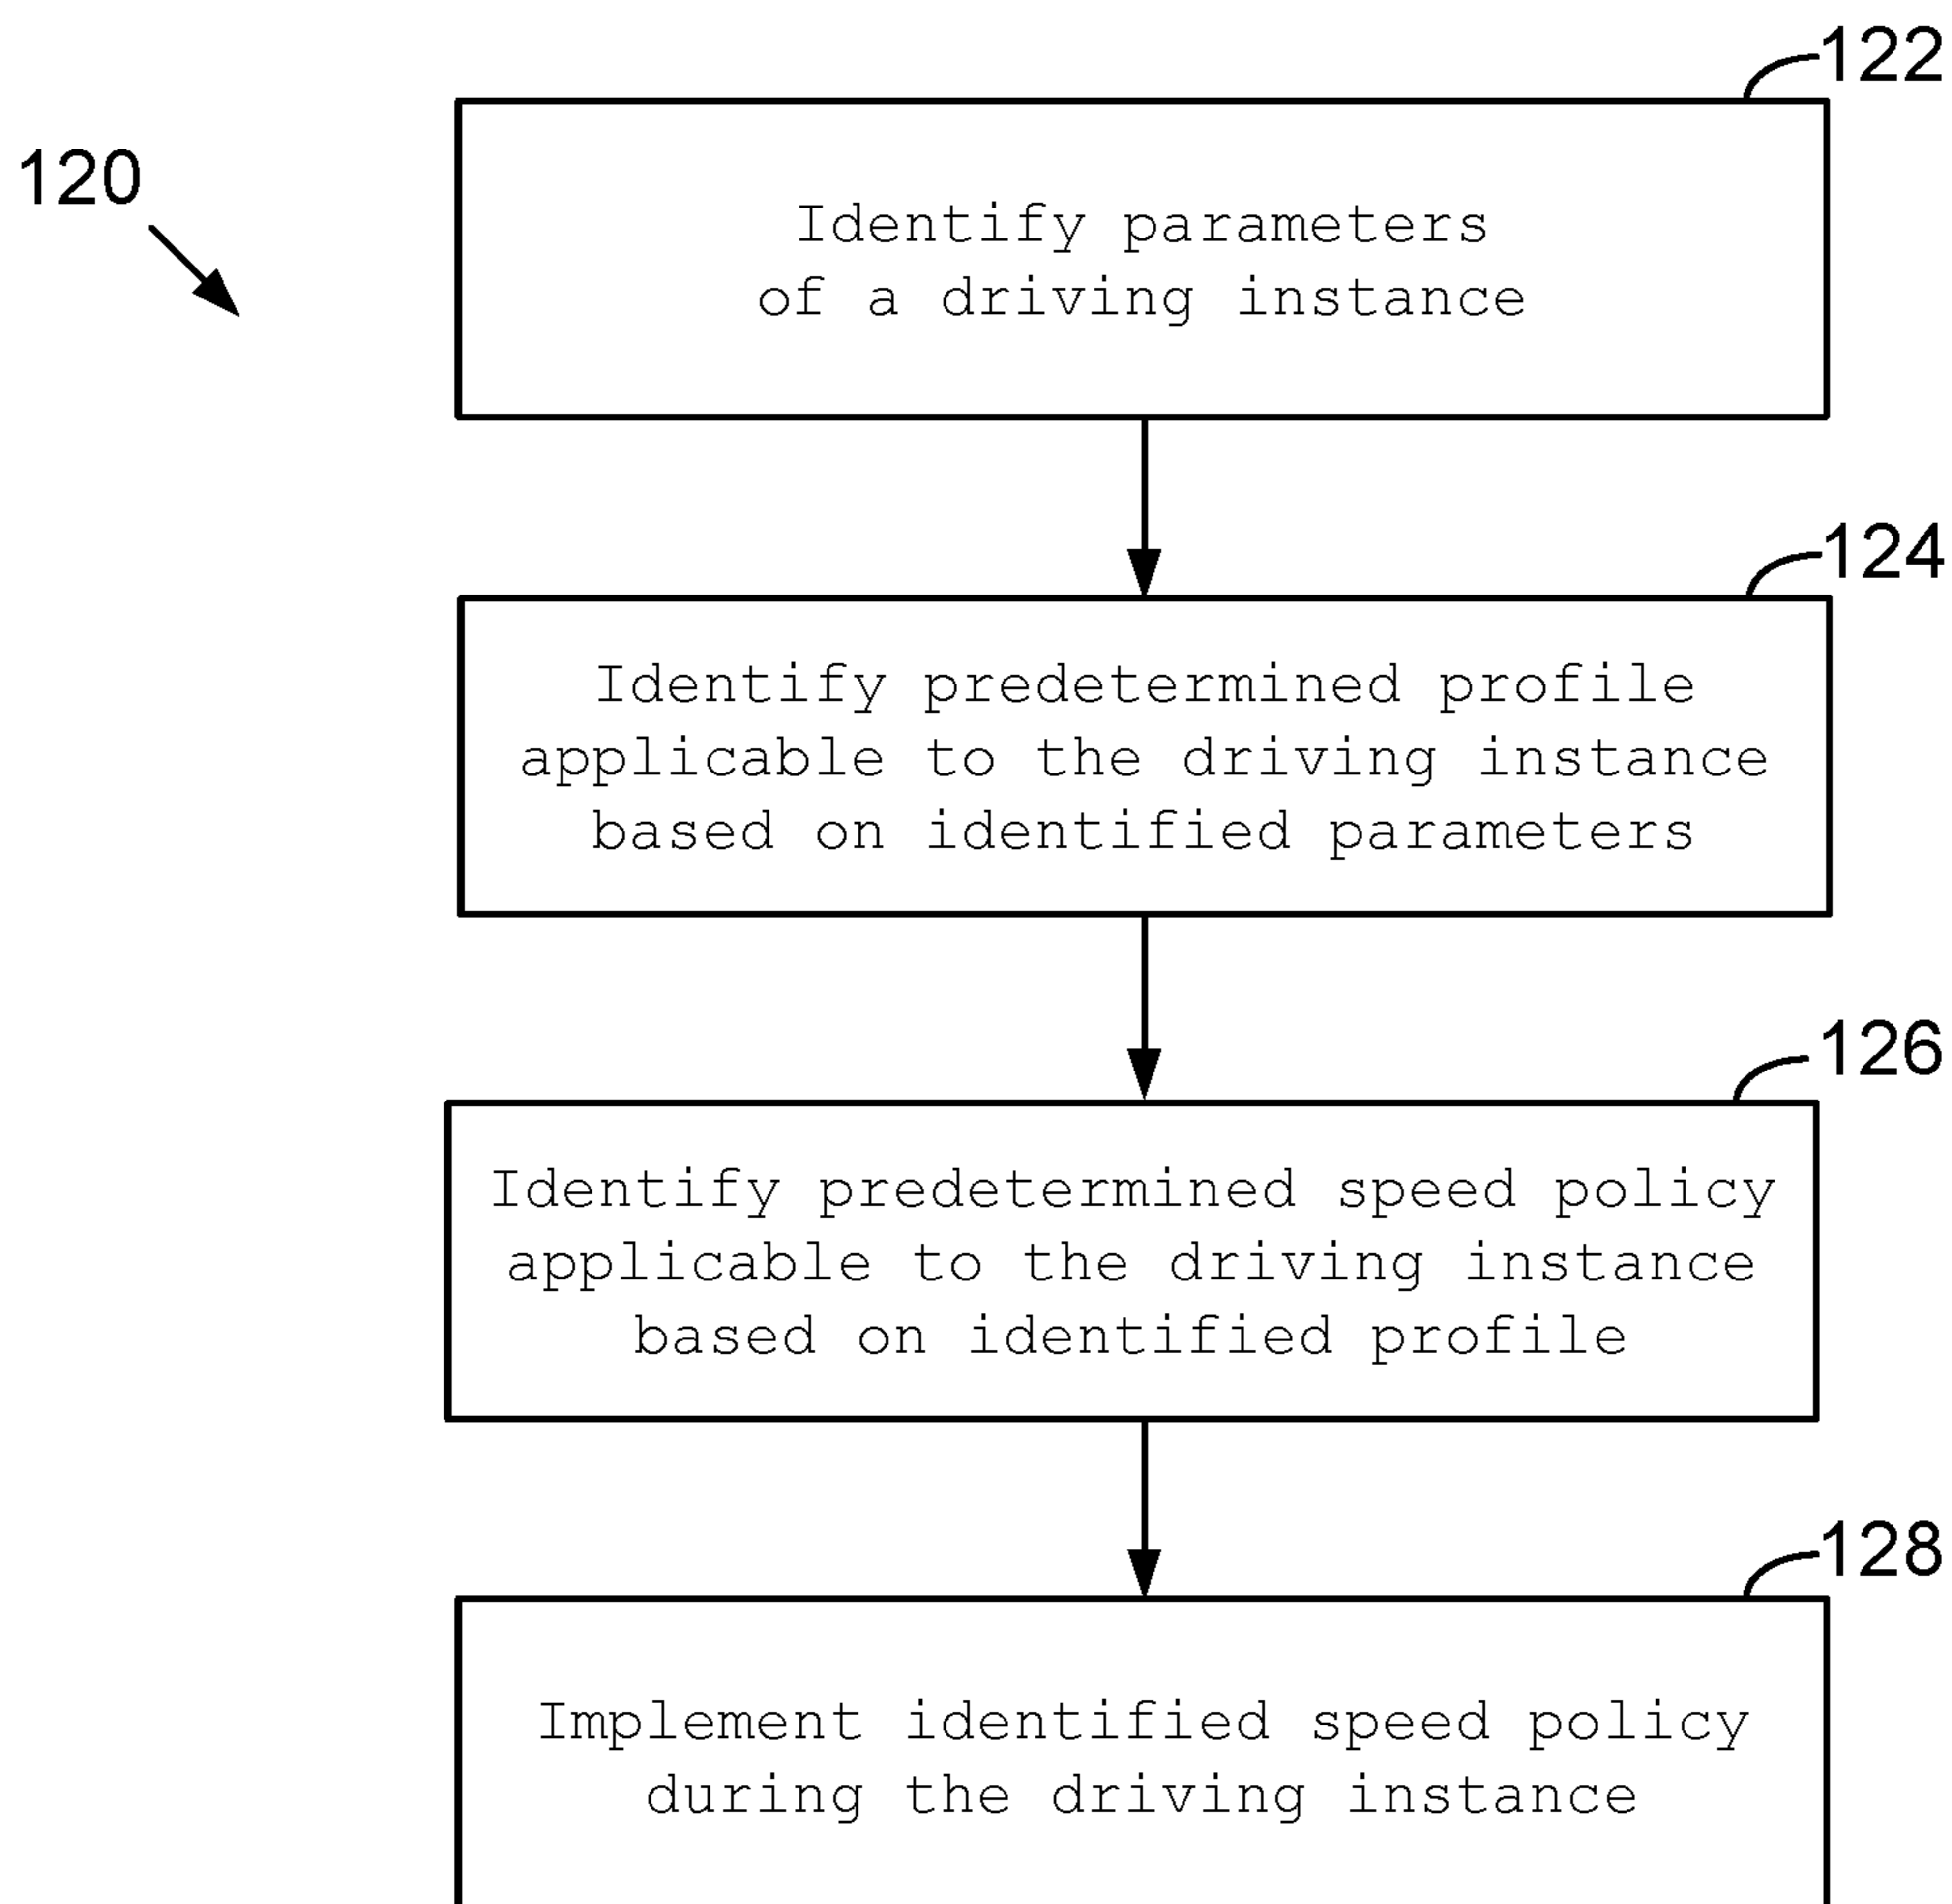 122
120
Identify parameters
of a driving instance
124
Identify predetermined profile
applicable to the driving instance
based on identified parameters
126
Identify predetermined speed policy
applicable to the driving instance
based on identified profile
128
Implement identified speed policy
during the driving instance